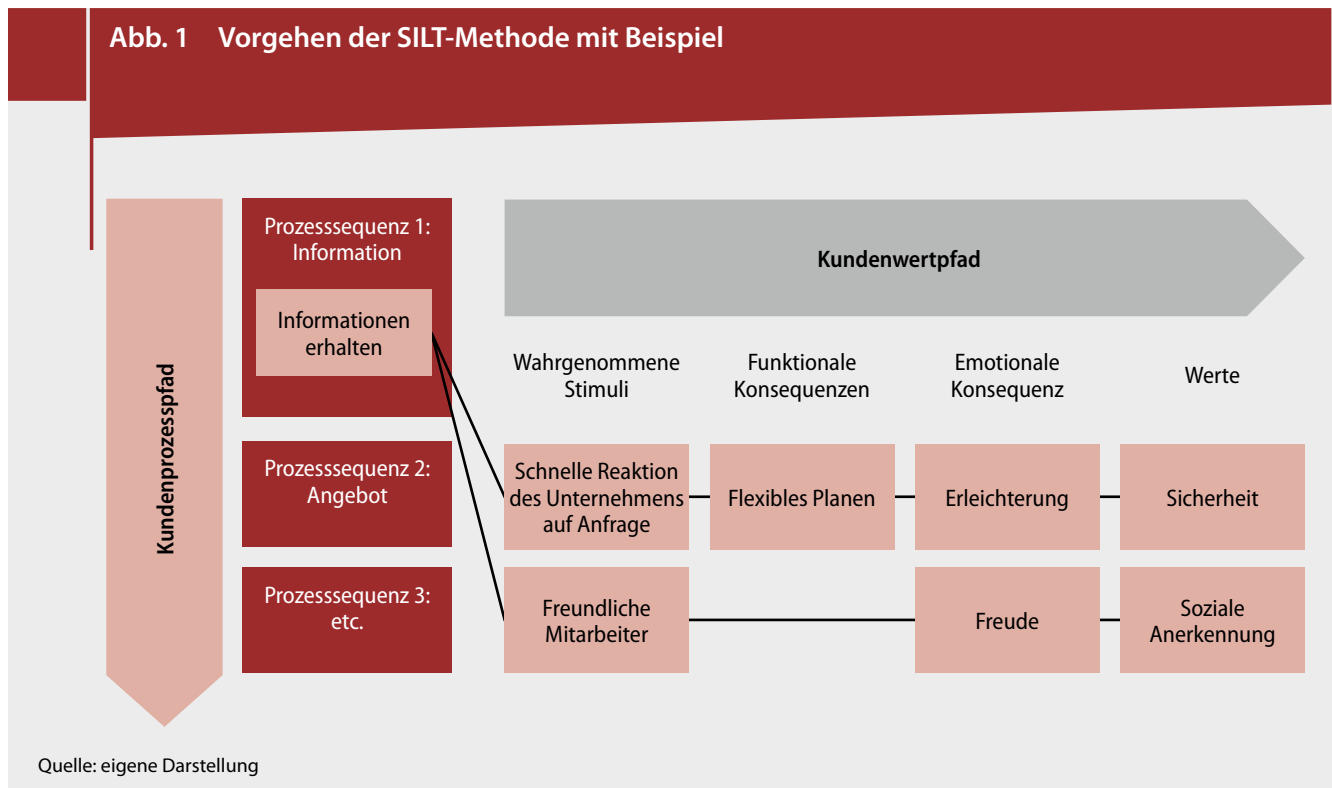 Abb. 1 Vorgehen der SILT-Methode mit Beispiel
Kundenprozesspfad
Prozesssequenz 1:
Information
Informationen
erhalten
Prozesssequenz 2:
Angebot
Prozesssequenz 3:
etc.
Kundenwertpfad
Wahrgenommene
Stimuli
Funktionale
Konsequenzen
Emotionale
Konsequenz
Werte
Schnelle Reaktion
des Unternehmens
auf Anfrage
Flexibles Planen
Erleichterung
Sicherheit
Freundliche
Mitarbeiter
Freude
Soziale
Anerkennung
Quelle: eigene Darstellung